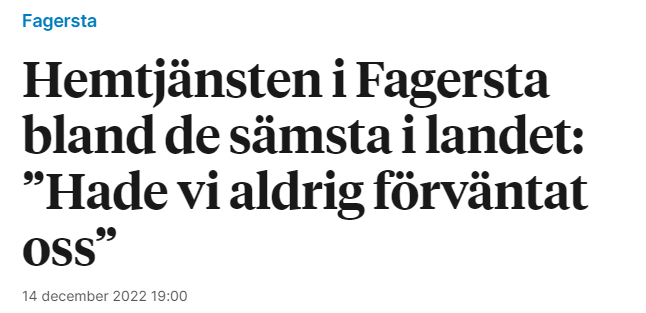 Fagersta
Hemtjänsten i Fagersta
bland de sämsta i landet:
”Hade vi aldrig förväntat
oss”
14 december 2022 19:00